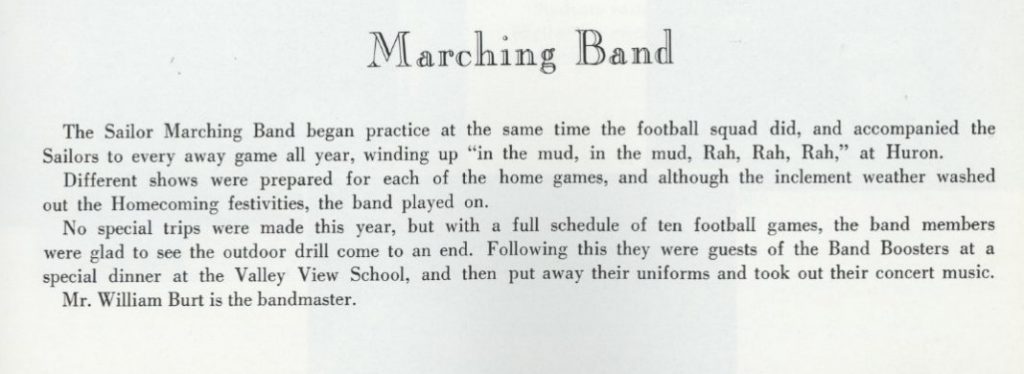 Marching Band
The Sailor Marching Band began practice at the same time the football squad did, and accompanied the
Sailors to every away game all year, winding up “in the mud, in the mud, Rah, Rah, Rah,” at Huron.
Different shows were prepared for each of the home games, and although the inclement weather washed
out the Homecoming festivities, the band played on.
No special trips were made this year, but with a full schedule of ten football games, the band members
were glad to see the outdoor drill come to an end. Following this they were guests of the Band Boosters at a
special dinner at the Valley View School, and then put away their uniforms and took out their concert music.
Mr. William Burt is the bandmaster.